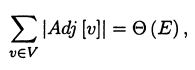 ∑_{v∈V} |Adj [v]| = Θ (E) ,